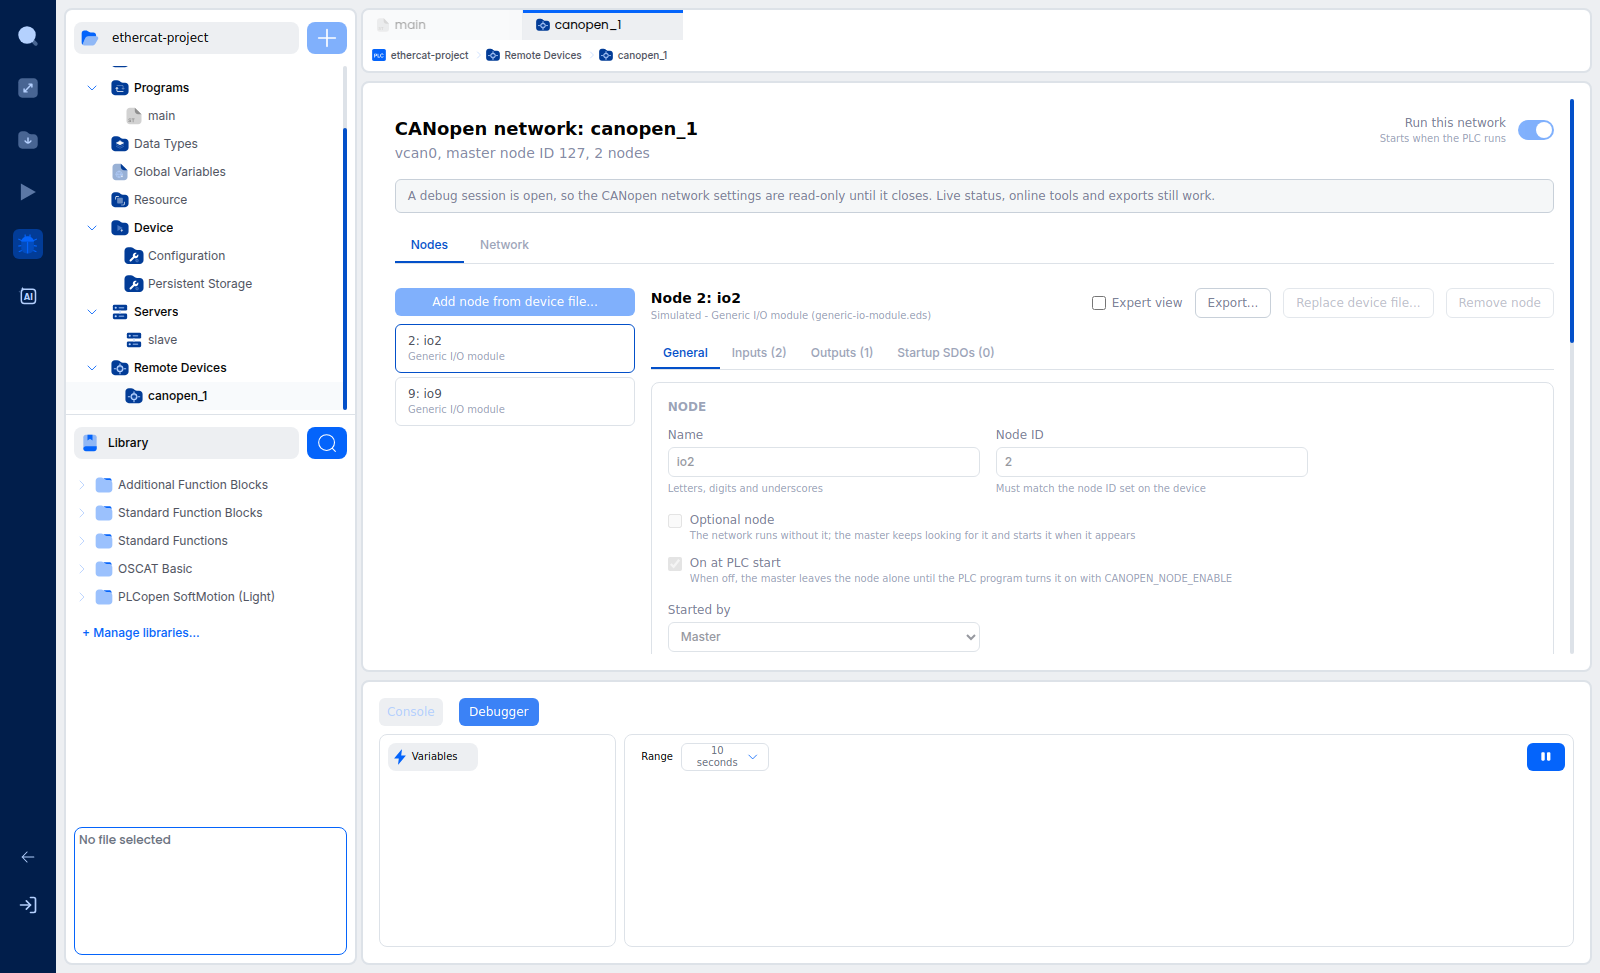 ethercat-project
Programs
main
Data Types
Global Variables
Resource
Device
Configuration
Persistent Storage
Servers
slave
Remote Devices
canopen_1
Library
Additional Function Blocks
Standard Function Blocks
Standard Functions
OSCAT Basic
PLCopen SoftMotion (Light)
+ Manage libraries...
No file selected
AI
main
canopen_1
PLC ethercat-project
Remote Devices
canopen_1
CANopen network: canopen_1
vcan0, master node ID 127, 2 nodes
Run this network
Starts when the PLC runs
A debug session is open, so the CANopen network settings are read-only until it closes. Live status, online tools and exports still work.
Nodes
Network
Add node from device file...
2: io2
Generic I/O module
9: io9
Generic I/O module
Node 2: io2
Simulated - Generic I/O module (generic-io-module.eds)
Expert view
Export...
Replace device file...
Remove node
General
Inputs (2)
Outputs (1)
Startup SDOs (0)
NODE
Name
io2
Letters, digits and underscores
Node ID
2
Must match the node ID set on the device
Optional node
The network runs without it; the master keeps looking for it and starts it when it appears
On at PLC start
When off, the master leaves the node alone until the PLC program turns it on with CANOPEN_NODE_ENABLE
Started by
Master
Console
Debugger
Variables
Range
10
seconds